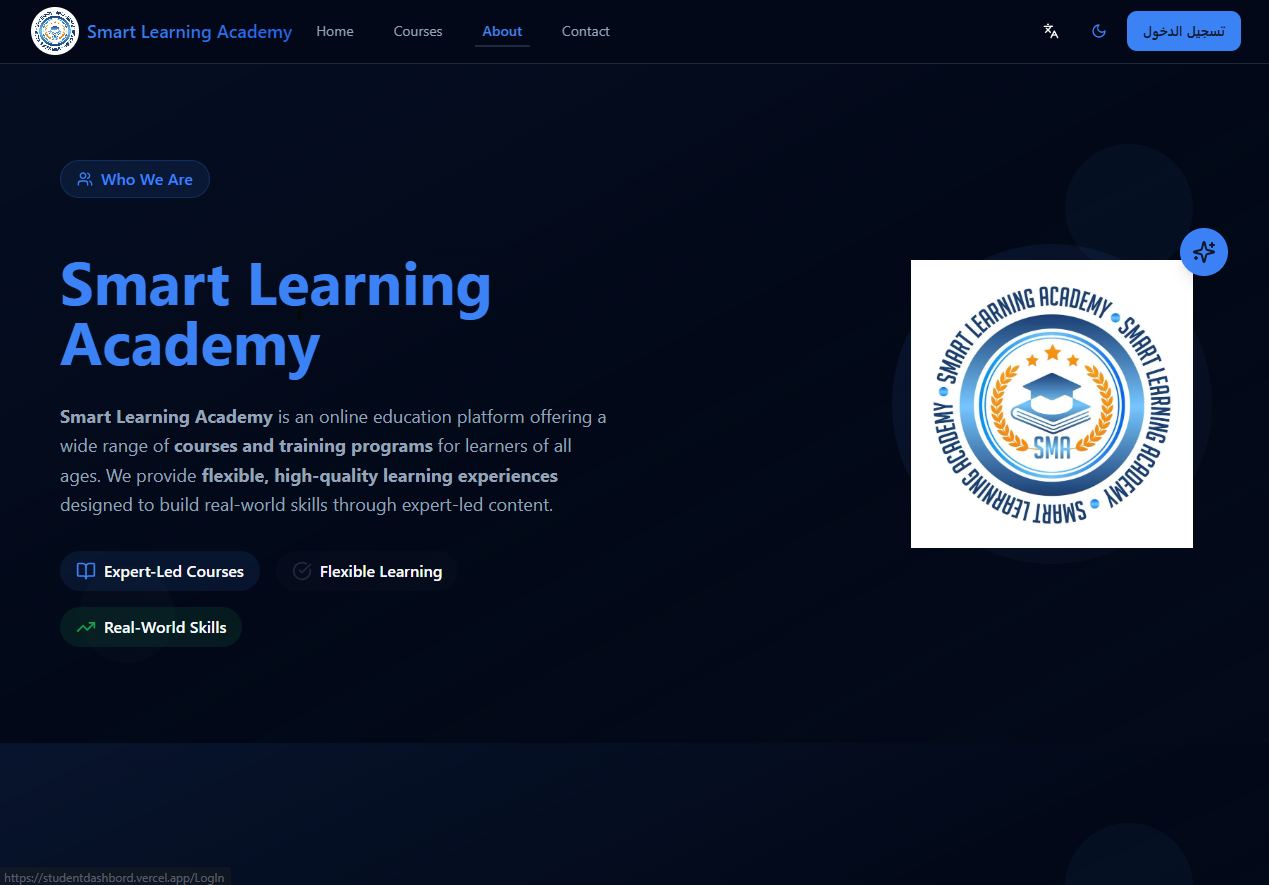 Smart Learning Academy
Home
Courses
About
Contact
تسجيل الدخول
Who We Are
Smart Learning
Academy
Smart Learning Academy is an online education platform offering a
wide range of courses and training programs for learners of all
ages. We provide flexible, high-quality learning experiences
designed to build real-world skills through expert-led content.
Expert-Led Courses
Flexible Learning
Real-World Skills
SMART LEARNING ACADEMY • SMART LEARNING ACADEMY • SMART LEARNING ACADEMY •
SMA
https://studentdashbord.vercel.app/LogIn